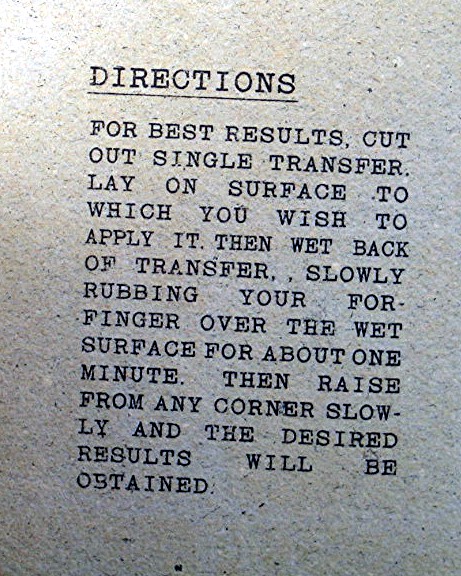 DIRECTIONS
FOR BEST RESULTS, CUT
OUT SINGLE TRANSFER.
LAY ON SURFACE TO
WHICH YOU WISH TO
APPLY IT. THEN WET BACK
OF TRANSFER, , SLOWLY
RUBBING YOUR FOR-
FINGER OVER THE WET
SURFACE FOR ABOUT ONE
MINUTE. THEN RAISE
FROM ANY CORNER SLOW-
LY AND THE DESIRED
RESULTS WILL BE
OBTAINED.